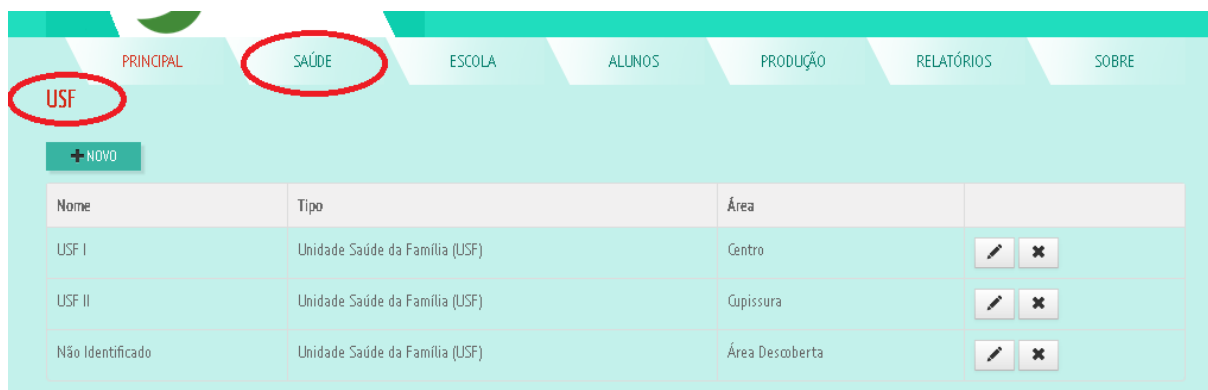 PRINCIPAL SAÚDE ESCOLA ALUNOS PRODUÇÃO RELATÓRIOS SOBRE
USF
+ NOVO
Nome Tipo Área
USF I Unidade Saúde da Família (USF) Centro
USF II Unidade Saúde da Família (USF) Cupissura
Não Identificado Unidade Saúde da Família (USF) Área Descoberta